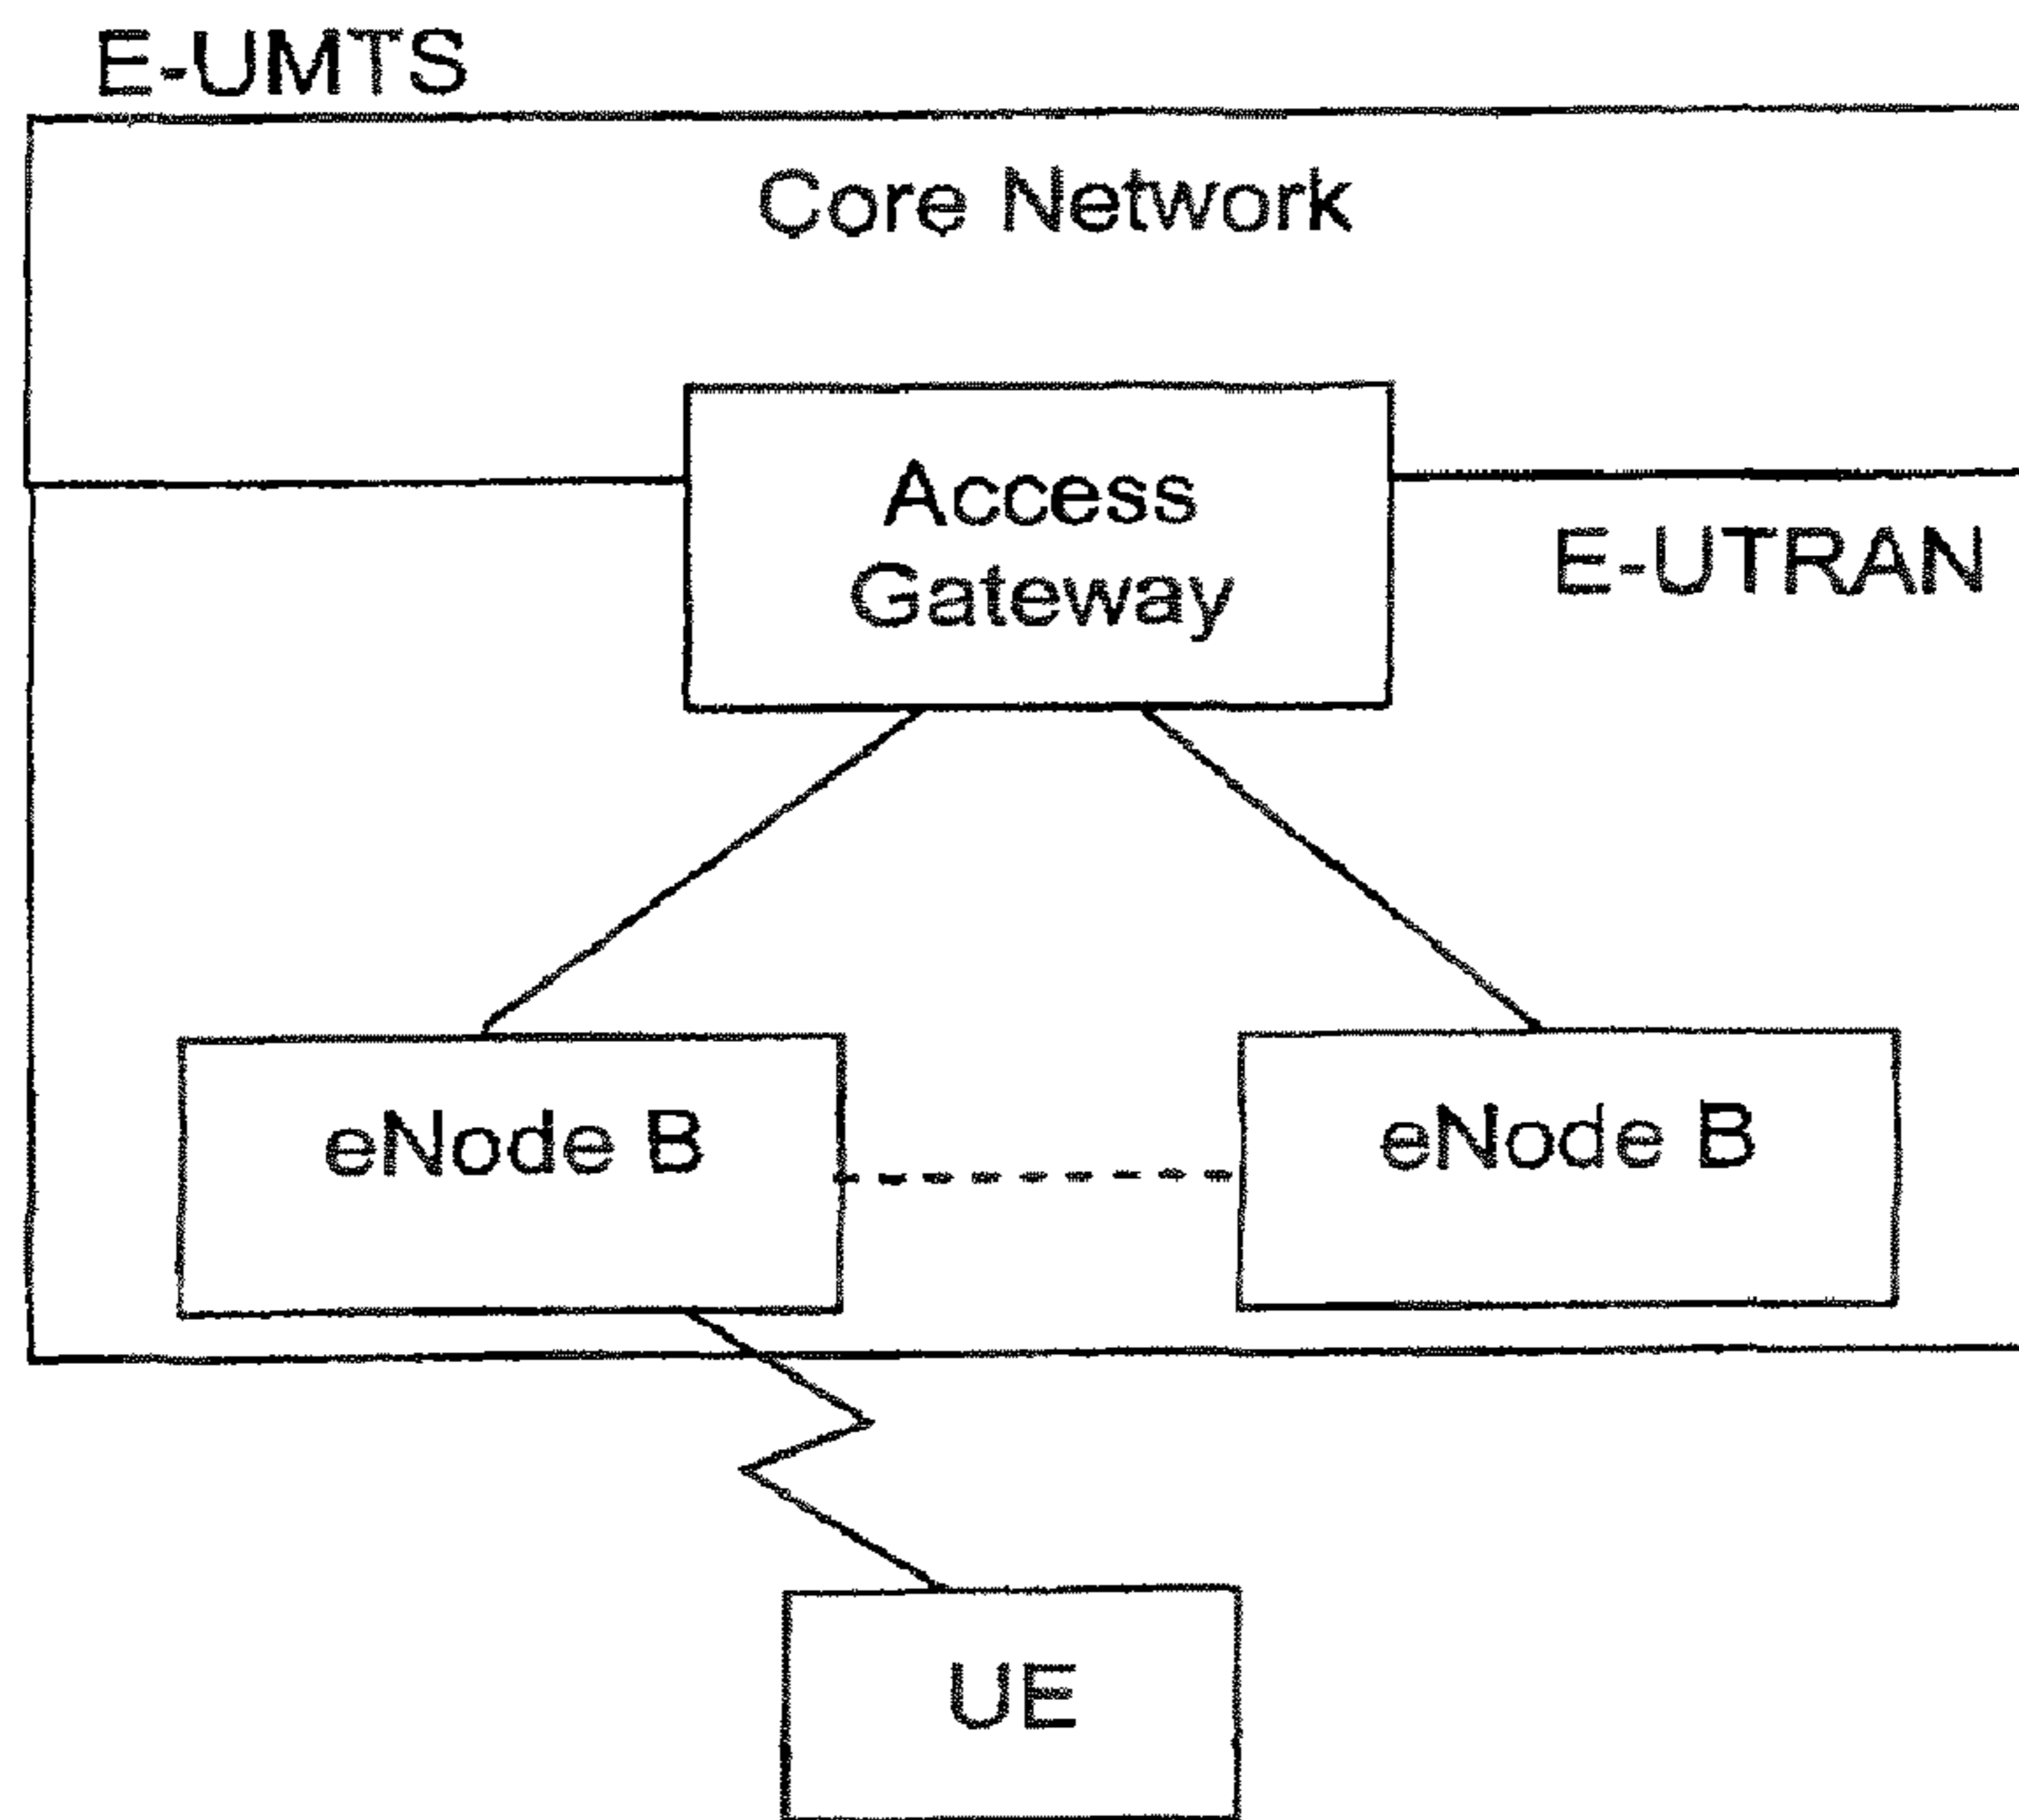 E-UMTS
Core Network
Access
Gateway
E-UTRAN
eNode B
eNode B
UE